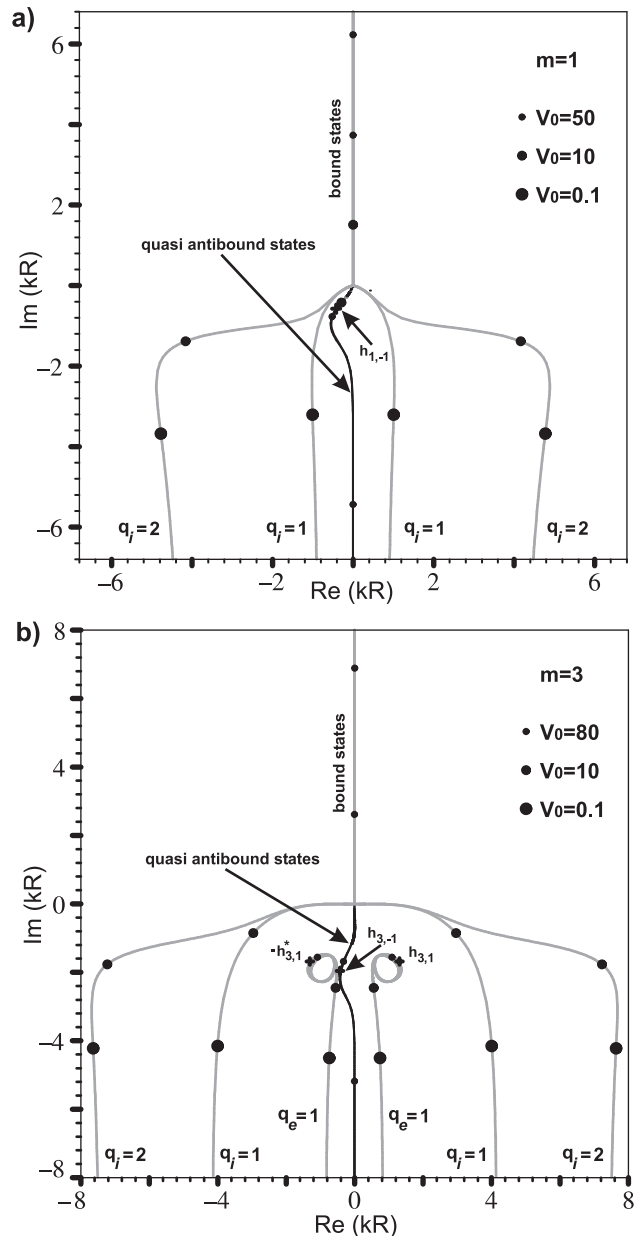 a)
m=1
V₀=50
V₀=10
V₀=0.1
bound states
quasi antibound states
h₁,₋₁
qᵢ=2
qᵢ=1
qᵢ=1
qᵢ=2
6
2
−2
−6
Im (kR)
−6
−2
2
6
Re (kR)
b)
m=3
V₀=80
V₀=10
V₀=0.1
bound states
quasi antibound states
-h*₃,₁
h₃,₋₁
h₃,₁
qₑ=1
qₑ=1
qᵢ=2
qᵢ=1
qᵢ=1
qᵢ=2
8
4
0
−4
−8
Im (kR)
−8
−4
0
4
8
Re (kR)